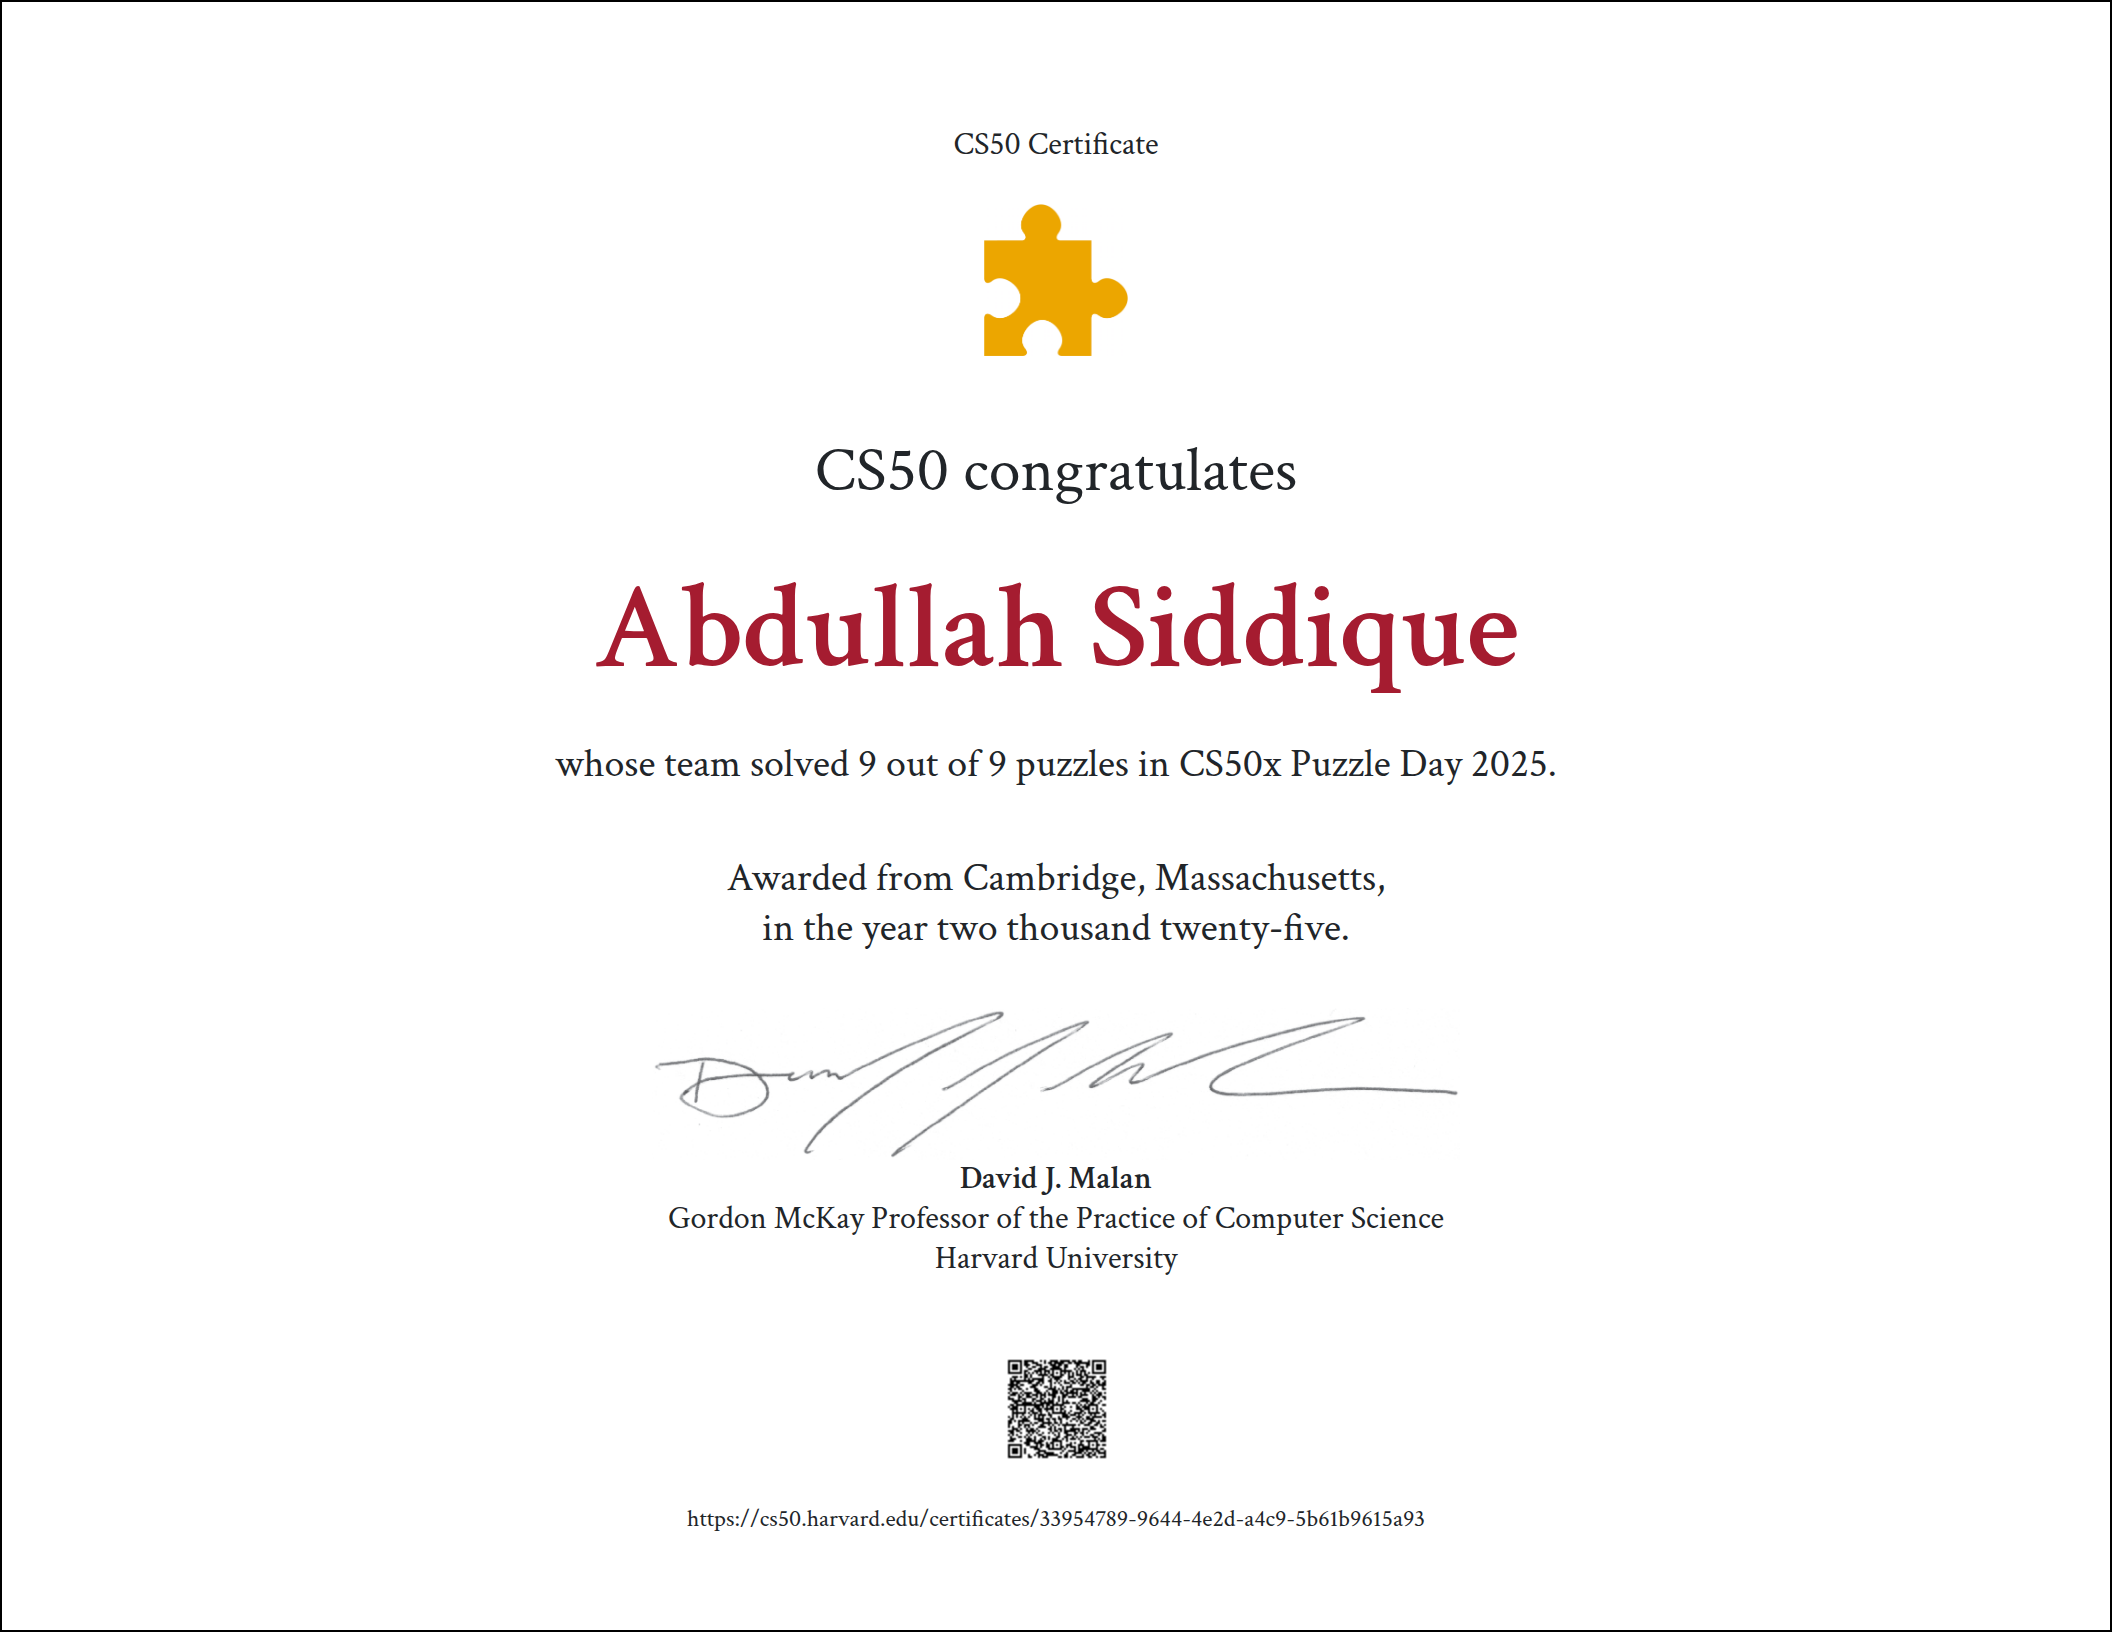 CS50 Certificate
CS50 congratulates
Abdullah Siddique
whose team solved 9 out of 9 puzzles in CS50x Puzzle Day 2025.
Awarded from Cambridge, Massachusetts,
in the year two thousand twenty-five.
David J. Malan
Gordon McKay Professor of the Practice of Computer Science
Harvard University
https://cs50.harvard.edu/certificates/33954789-9644-4e2d-a4c9-5b61b9615a93